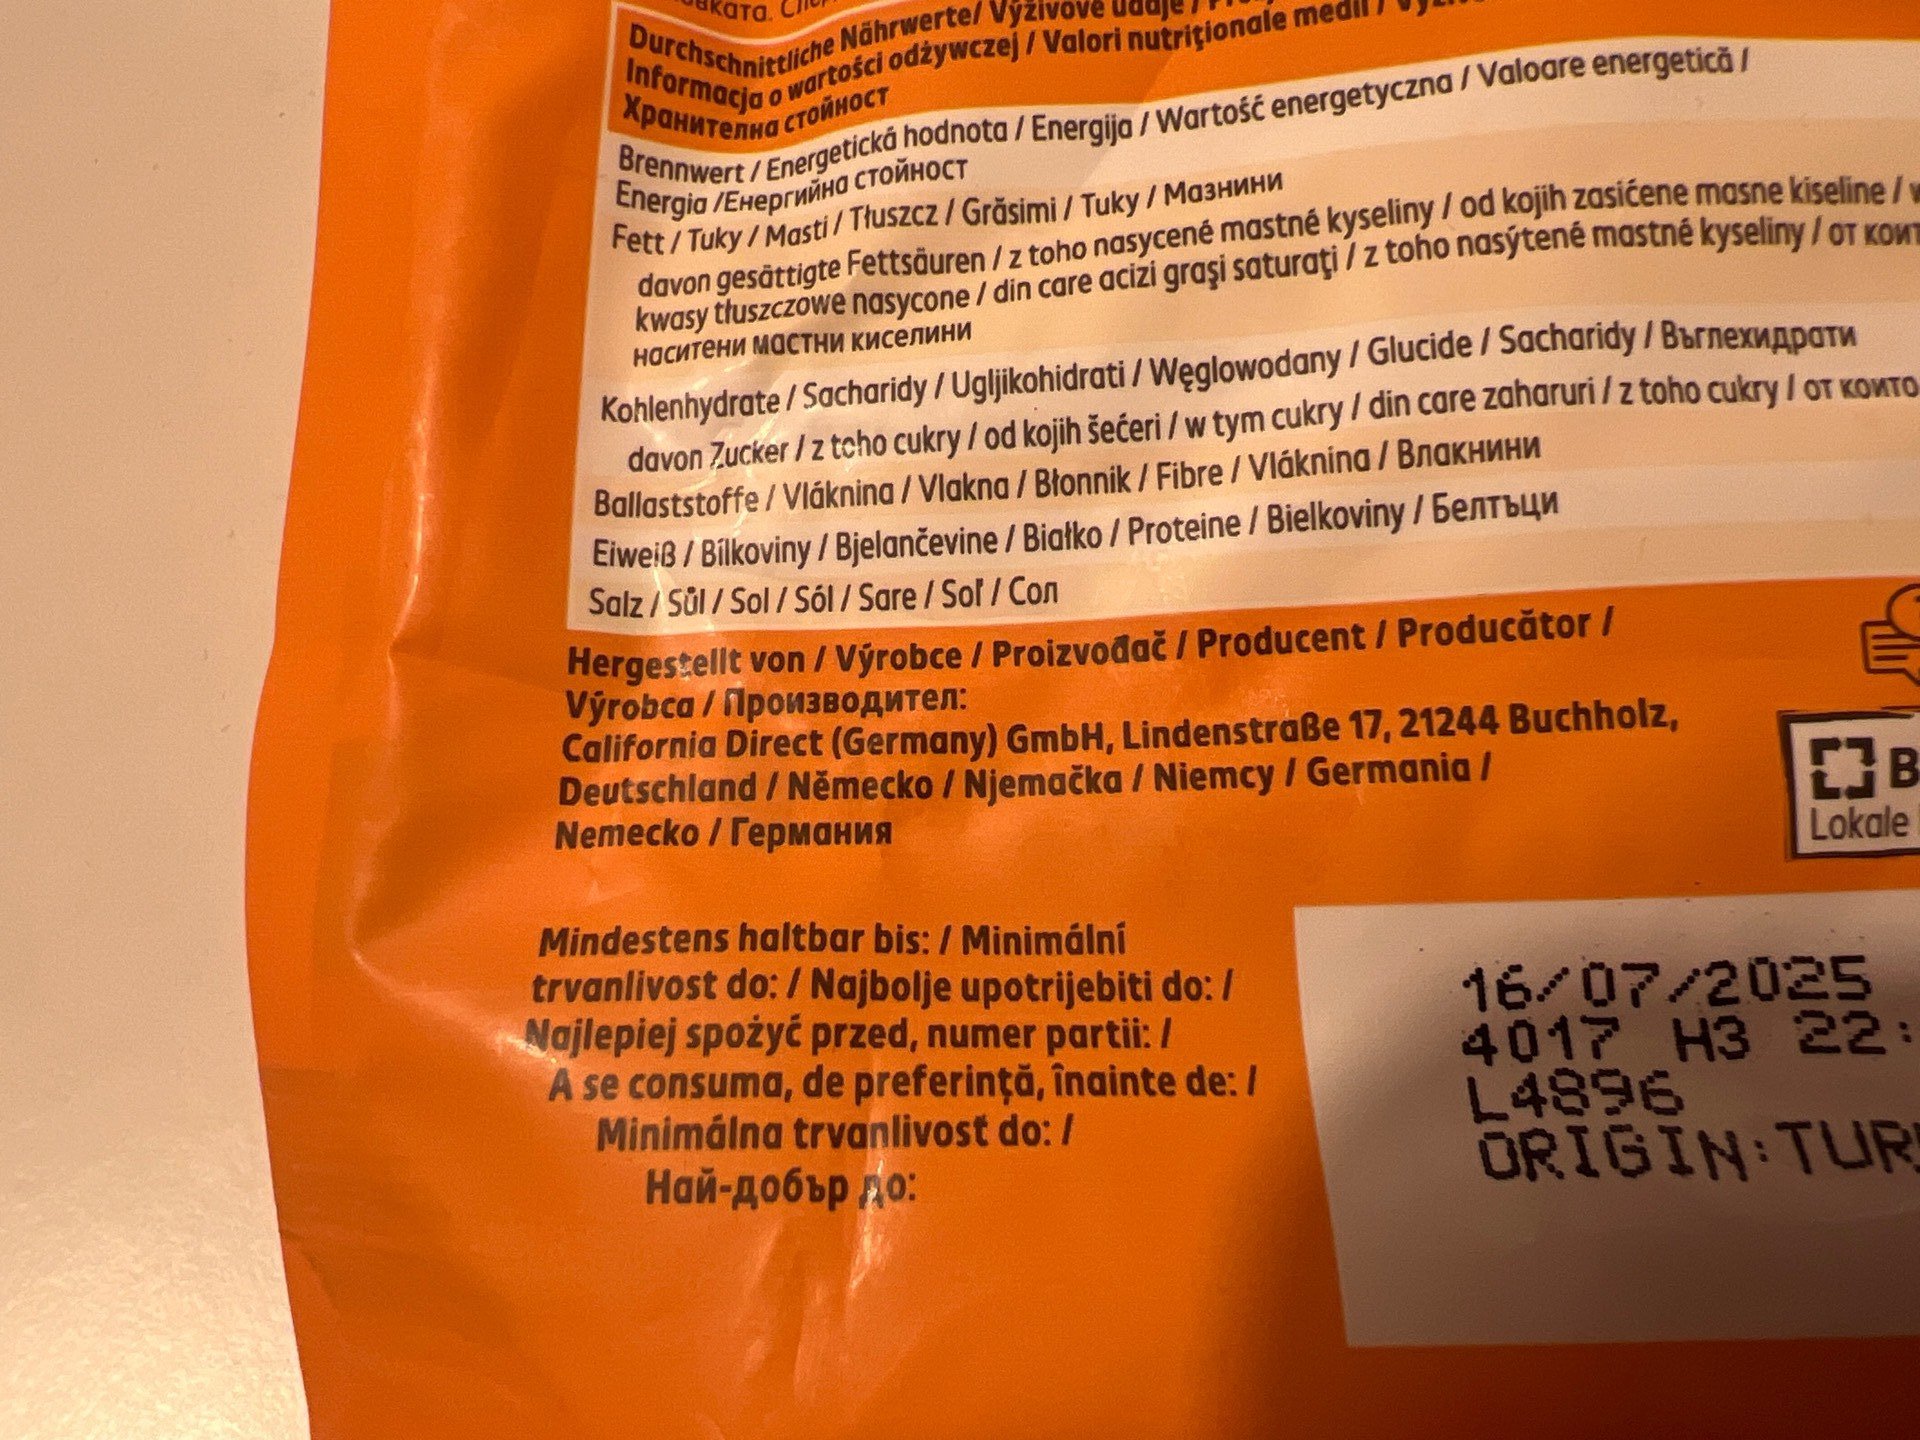 Durchschnittliche Nährwerte/ Výživové údaje /
Informacja o wartości odżywczej / Valori nutriţionale medii /
Хранителна стойност
Brennwert / Energetická hodnota / Energija / Wartość energetyczna / Valoare energetică /
Energia /Енергийна стойност
Fett / Tuky / Masti / Tłuszcz / Grăsimi / Tuky / Мазнини
davon gesättigte Fettsäuren / z toho nasycené mastné kyseliny / od kojih zasićene masne kiseline /
kwasy tłuszczowe nasycone / din care acizi graşi saturaţi / z toho nasýtené mastné kyseliny / от
наситени мастни киселини
Kohlenhydrate / Sacharidy / Ugljikohidrati / Węglowodany / Glucide / Sacharidy / Въглехидрати
davon Zucker / z toho cukry / od kojih šećeri / w tym cukry / din care zaharuri / z toho cukry / от които
Ballaststoffe / Vláknina / Vlakna / Błonnik / Fibre / Vláknina / Влакнини
Eiweiß / Bílkoviny / Bjelančevine / Białko / Proteine / Bielkoviny / Белтъци
Salz / Sůl / Sol / Sól / Sare / Soľ / Сол
Hergestellt von / Výrobce / Proizvođač / Producent / Producător /
Výrobca / Производител:
California Direct (Germany) GmbH, Lindenstraße 17, 21244 Buchholz,
Deutschland / Německo / Njemačka / Niemcy / Germania /
Nemecko / Германия
Lokale
Mindestens haltbar bis: / Minimální
trvanlivost do: / Najbolje upotrijebiti do: /
Najlepiej spożyć przed, numer partii: /
A se consuma, de preferinţă, înainte de: /
Minimálna trvanlivosť do: /
Най-добър до:
16/07/2025
4017 H3 22:
L4896
ORIGIN: